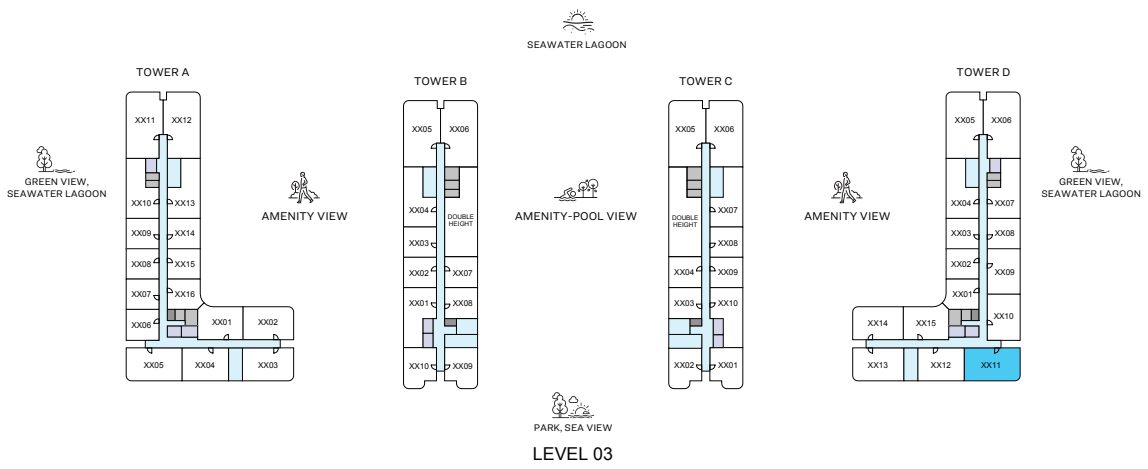 SEAWATER LAGOON
TOWER A
TOWER B
TOWER C
TOWER D
XX11
XX12
XX10
XX13
XX09
XX14
XX08
XX15
XX07
XX16
XX06
XX01
XX02
XX05
XX04
XX03
XX05
XX06
XX04
DOUBLE
HEIGHT
XX03
XX02
XX07
XX01
XX08
XX10
XX09
XX05
XX06
XX07
DOUBLE
HEIGHT
XX08
XX04
XX09
XX03
XX10
XX02
XX01
XX05
XX06
XX04
XX07
XX03
XX08
XX02
XX09
XX01
XX10
XX14
XX15
XX13
XX12
XX11
GREEN VIEW,
SEAWATER LAGOON
AMENITY VIEW
AMENITY-POOL VIEW
AMENITY VIEW
GREEN VIEW,
SEAWATER LAGOON
PARK, SEA VIEW
LEVEL 03